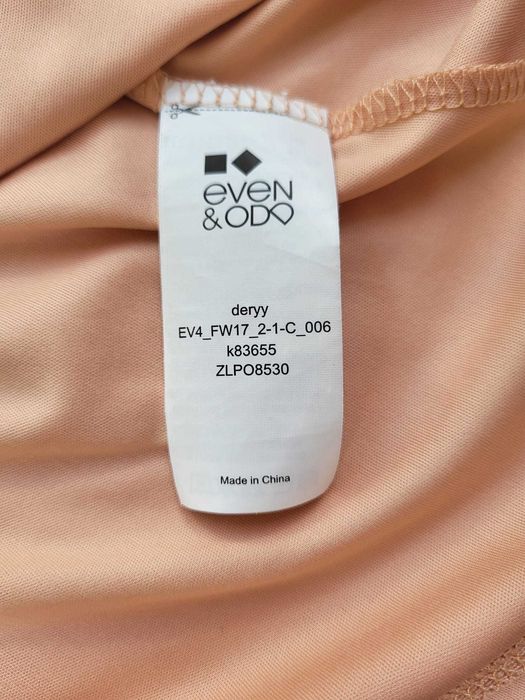 even
&ODD
deryy
EV4_FW17_2-1-C_006
k83655
ZLPO8530
Made in China